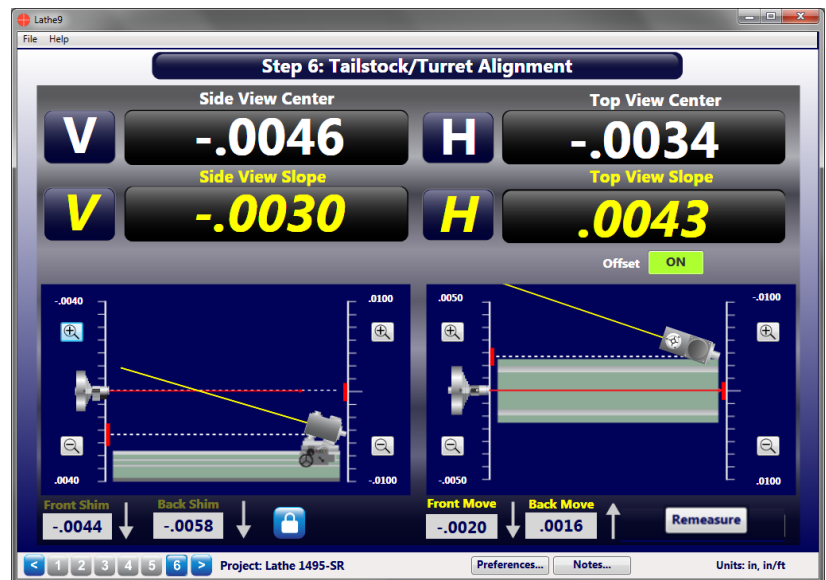 Lathe9
File Help
Step 6: Tailstock/Turret Alignment
Side View Center
V -.0046
Top View Center
H -.0034
Side View Slope
V -.0030
Top View Slope
H .0043
Offset ON
-.0040 .0100
.0040 -.0100
.0050 -.0100
-.0050 .0100
Front Shim Back Shim
-.0044 -.0058
Front Move Back Move
-.0020 .0016
Remeasure
< 1 2 3 4 5 6 > Project: Lathe 1495-SR Preferences... Notes... Units: in, in/ft